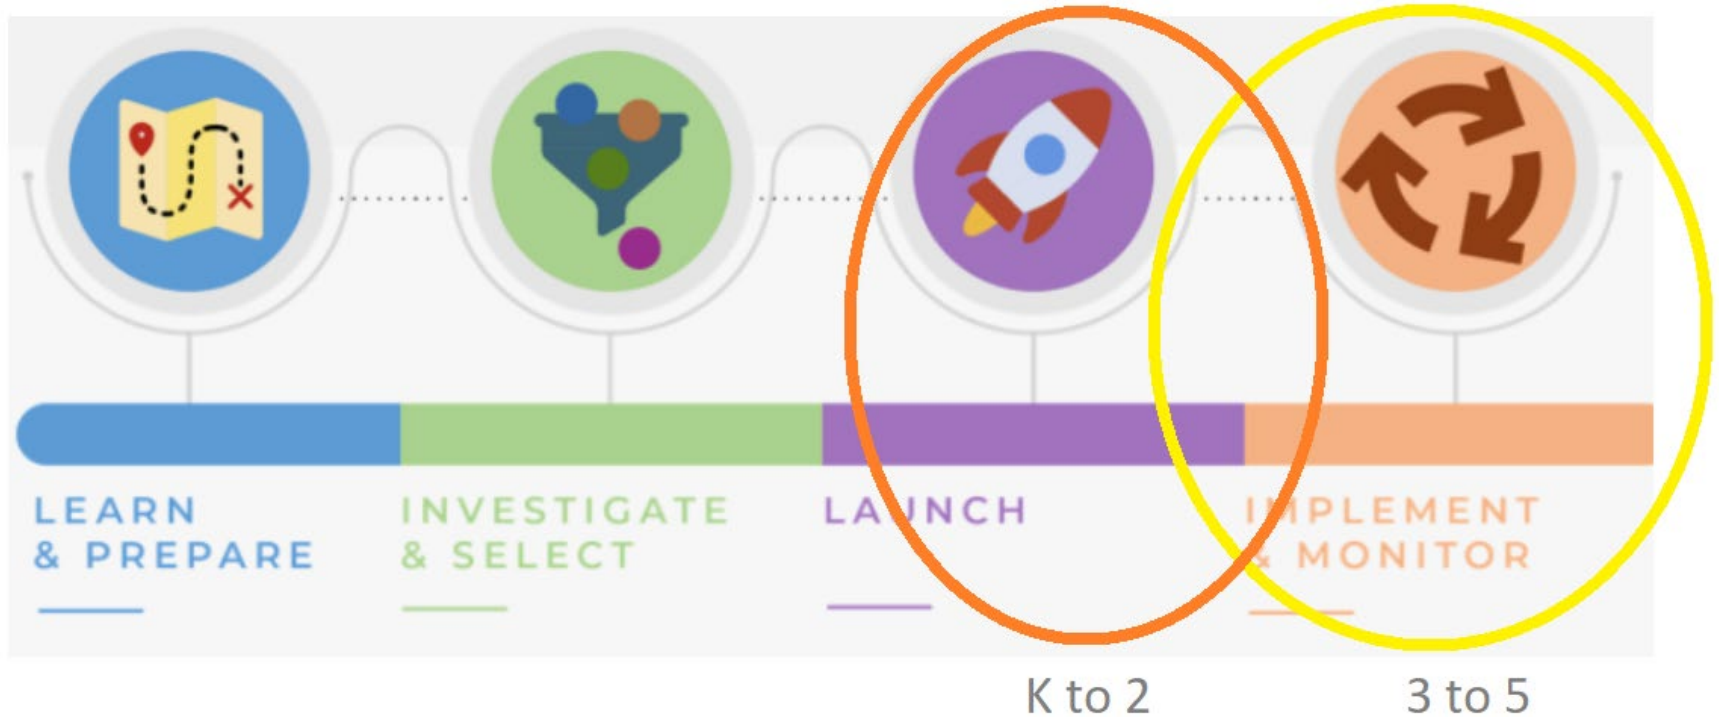 LEARN
& PREPARE
INVESTIGATE
& SELECT
LAUNCH
IMPLEMENT
& MONITOR
K to 2
3 to 5